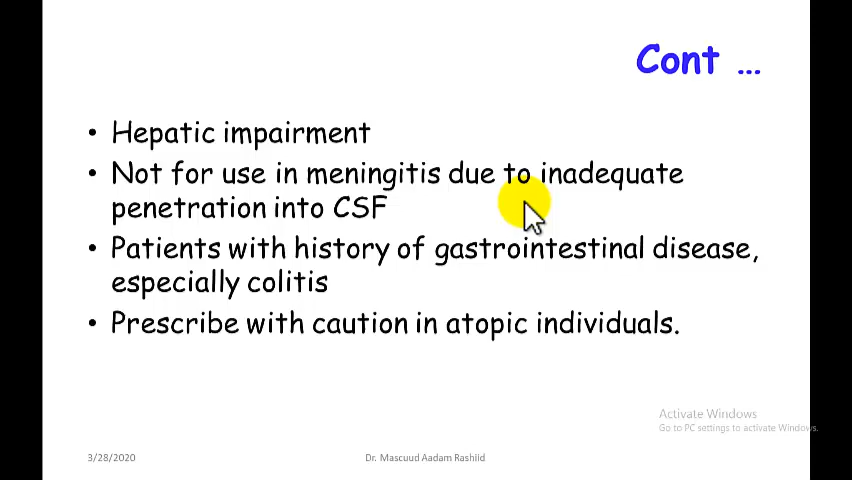 Cont ...
• Hepatic impairment
• Not for use in meningitis due to inadequate
penetration into CSF
• Patients with history of gastrointestinal disease,
especially colitis
• Prescribe with caution in atopic individuals.
Activate Windows
Go to PC settings to activate Windows.
3/28/2020
Dr. Mascuud Aadam Rashiid